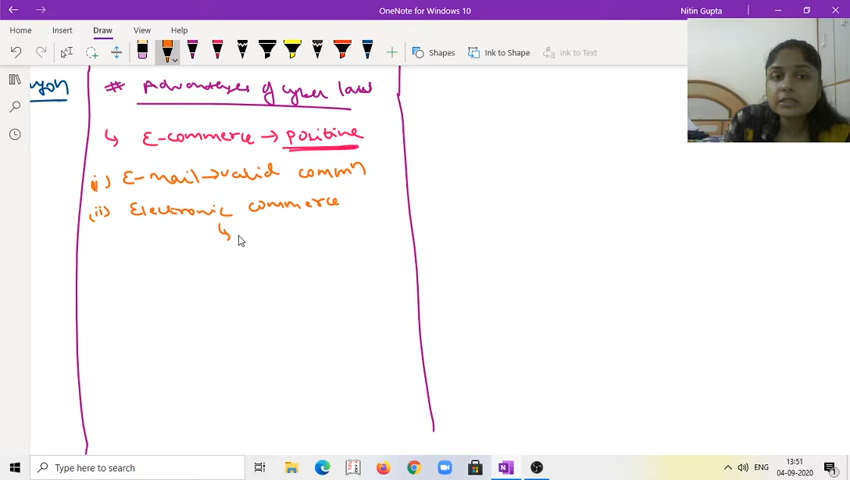 OneNote for Windows 10
Nitin Gupta
Home Insert Draw View Help
Shapes Ink to Shape Ink to Text
# Advantages of cyber law
↳ E-commerce → positive
(i) E-mail → valid commn
(ii) Electronic commerce
↳
Type here to search
ENG
13:51
04-09-2020